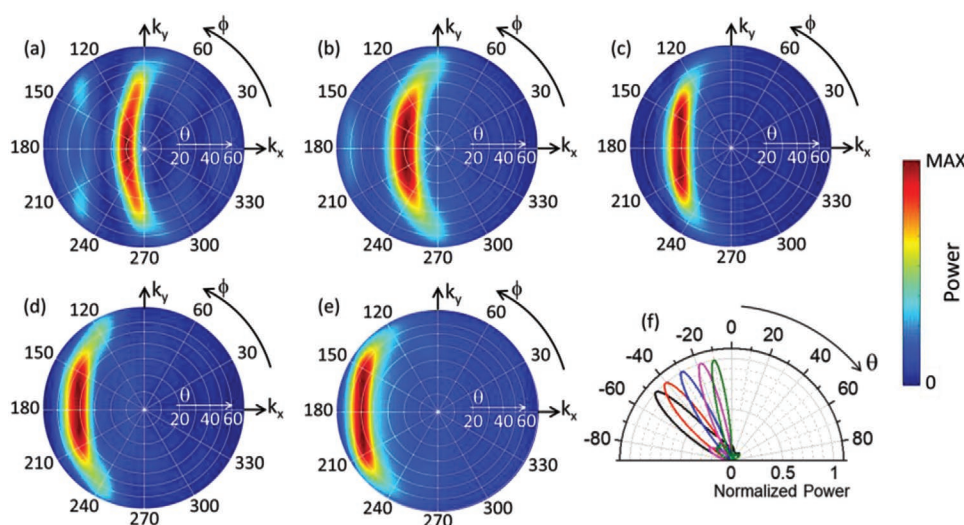 (a)
k_y
ϕ
120
60
150
30
180
θ
20 40 60
k_x
210
330
240
300
270
(b)
k_y
ϕ
120
60
150
30
180
θ
20 40 60
k_x
210
330
240
300
270
(c)
k_y
ϕ
120
60
150
30
180
θ
20 40 60
k_x
210
330
240
300
270
MAX
Power
0
(d)
k_y
ϕ
120
60
150
30
180
θ
20 40 60
k_x
210
330
240
300
270
(e)
k_y
ϕ
120
60
150
30
180
θ
20 40 60
k_x
210
330
240
300
270
(f)
-20 0 20
-40 40
θ
-60 60
-80 80
0 0.5 1
Normalized Power